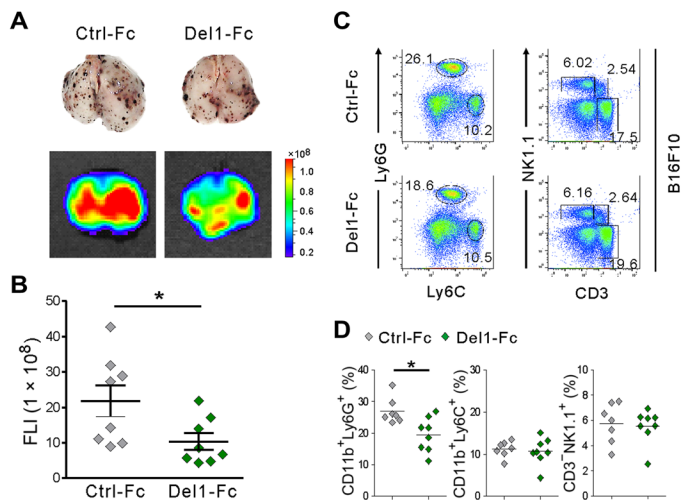 A
Ctrl-Fc Del1-Fc
×10⁸
1.0
0.8
0.6
0.4
0.2
B
FLI (1 × 10⁸)
50
40
30
20
10
0
*
Ctrl-Fc Del1-Fc
C
Ctrl-Fc
Del1-Fc
Ly6G
NK1.1
B16F10
26.1
10.2
6.02
2.54
17.5
18.6
10.5
6.16
2.64
19.6
Ly6C
CD3
D
Ctrl-Fc Del1-Fc
CD11b⁺Ly6G⁺ (%)
40
30
20
10
0
*
CD11b⁺Ly6C⁺ (%)
30
20
10
0
CD3⁻NK1.1⁺ (%)
10
8
6
4
2
0